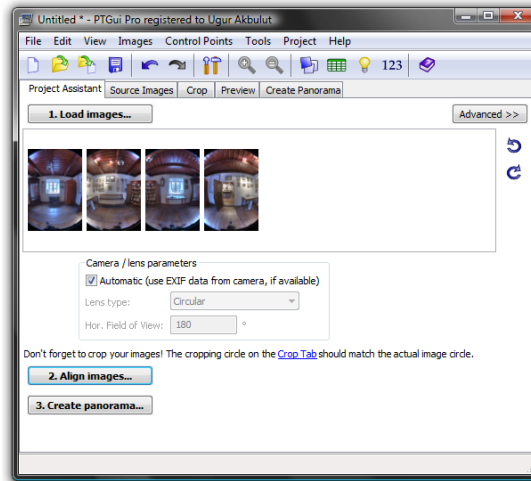 Untitled * - PTGui Pro registered to Ugur Akbulut
File Edit View Images Control Points Tools Project Help
123
Project Assistant Source Images Crop Preview Create Panorama
1. Load images...
Advanced >>
Camera / lens parameters
Automatic (use EXIF data from camera, if available)
Lens type: Circular
Hor. Field of View: 180 °
Don't forget to crop your images! The cropping circle on the Crop Tab should match the actual image circle.
2. Align images...
3. Create panorama...